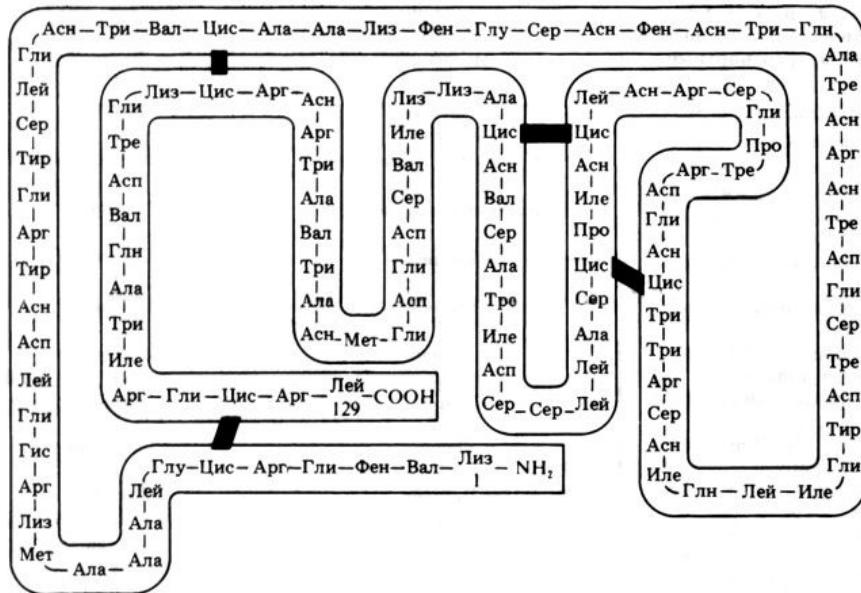 Асн–Три–Вал–Цис–Ала–Ала–Лиз–Фен–Глу–Сер–Асн–Фен–Асн–Три–Глн
Гли Ала
Лей Лиз–Цис–Арг Асн Лиз–Лиз–Ала Лей–Асн–Арг–Сер Тре
Гли Гли
Сер Тре Арг Иле Цис Цис Про Асн
Тир Три Вал Асн Асн Арг–Тре Арг
Гли Асп Ала Сер Вал Иле Асп Асн
Арг Вал Вал Асп Сер Про Гли Тре
Тир Глн Три Гли Ала Цис Асн Асп
Асн Ала Ала Асп Тре Сер Цис Гли
Асп Три Асн–Мет–Гли Иле Ала Три Сер
Лей Иле Асп Лей Три Тре
Арг–Гли–Цис–Арг–Лей–COOH Сер–Сер–Лей Арг Асп
129
Гли Сер Тир
Гис Асн
Глу–Цис–Арг–Гли–Фен–Вал–Лиз–NH₂ Иле Гли
1
Арг Лей Глн–Лей–Иле
Лиз Ала
Мет–Ала–Ала